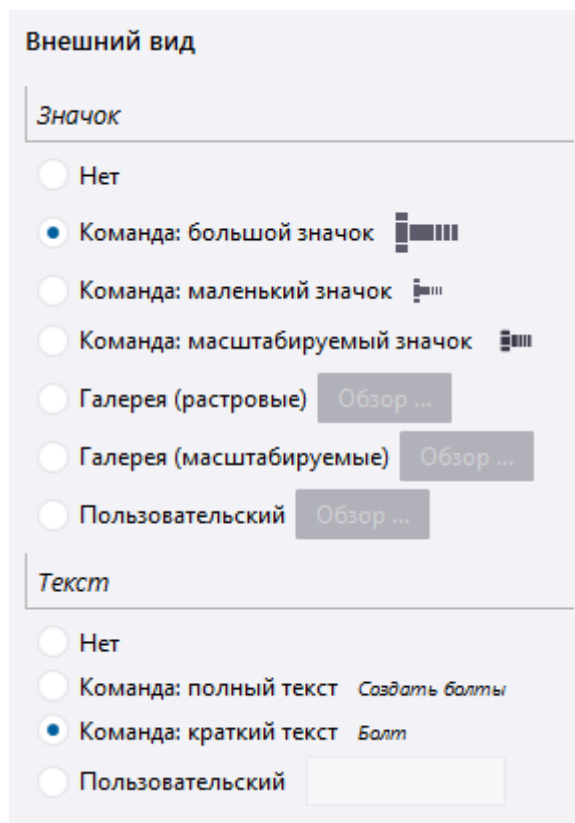 Внешний вид
Значок
Нет
Команда: большой значок
Команда: маленький значок
Команда: масштабируемый значок
Галерея (растровые) Обзор ...
Галерея (масштабируемые) Обзор ...
Пользовательский Обзор ...
Текст
Нет
Команда: полный текст Создать болты
Команда: краткий текст Болт
Пользовательский